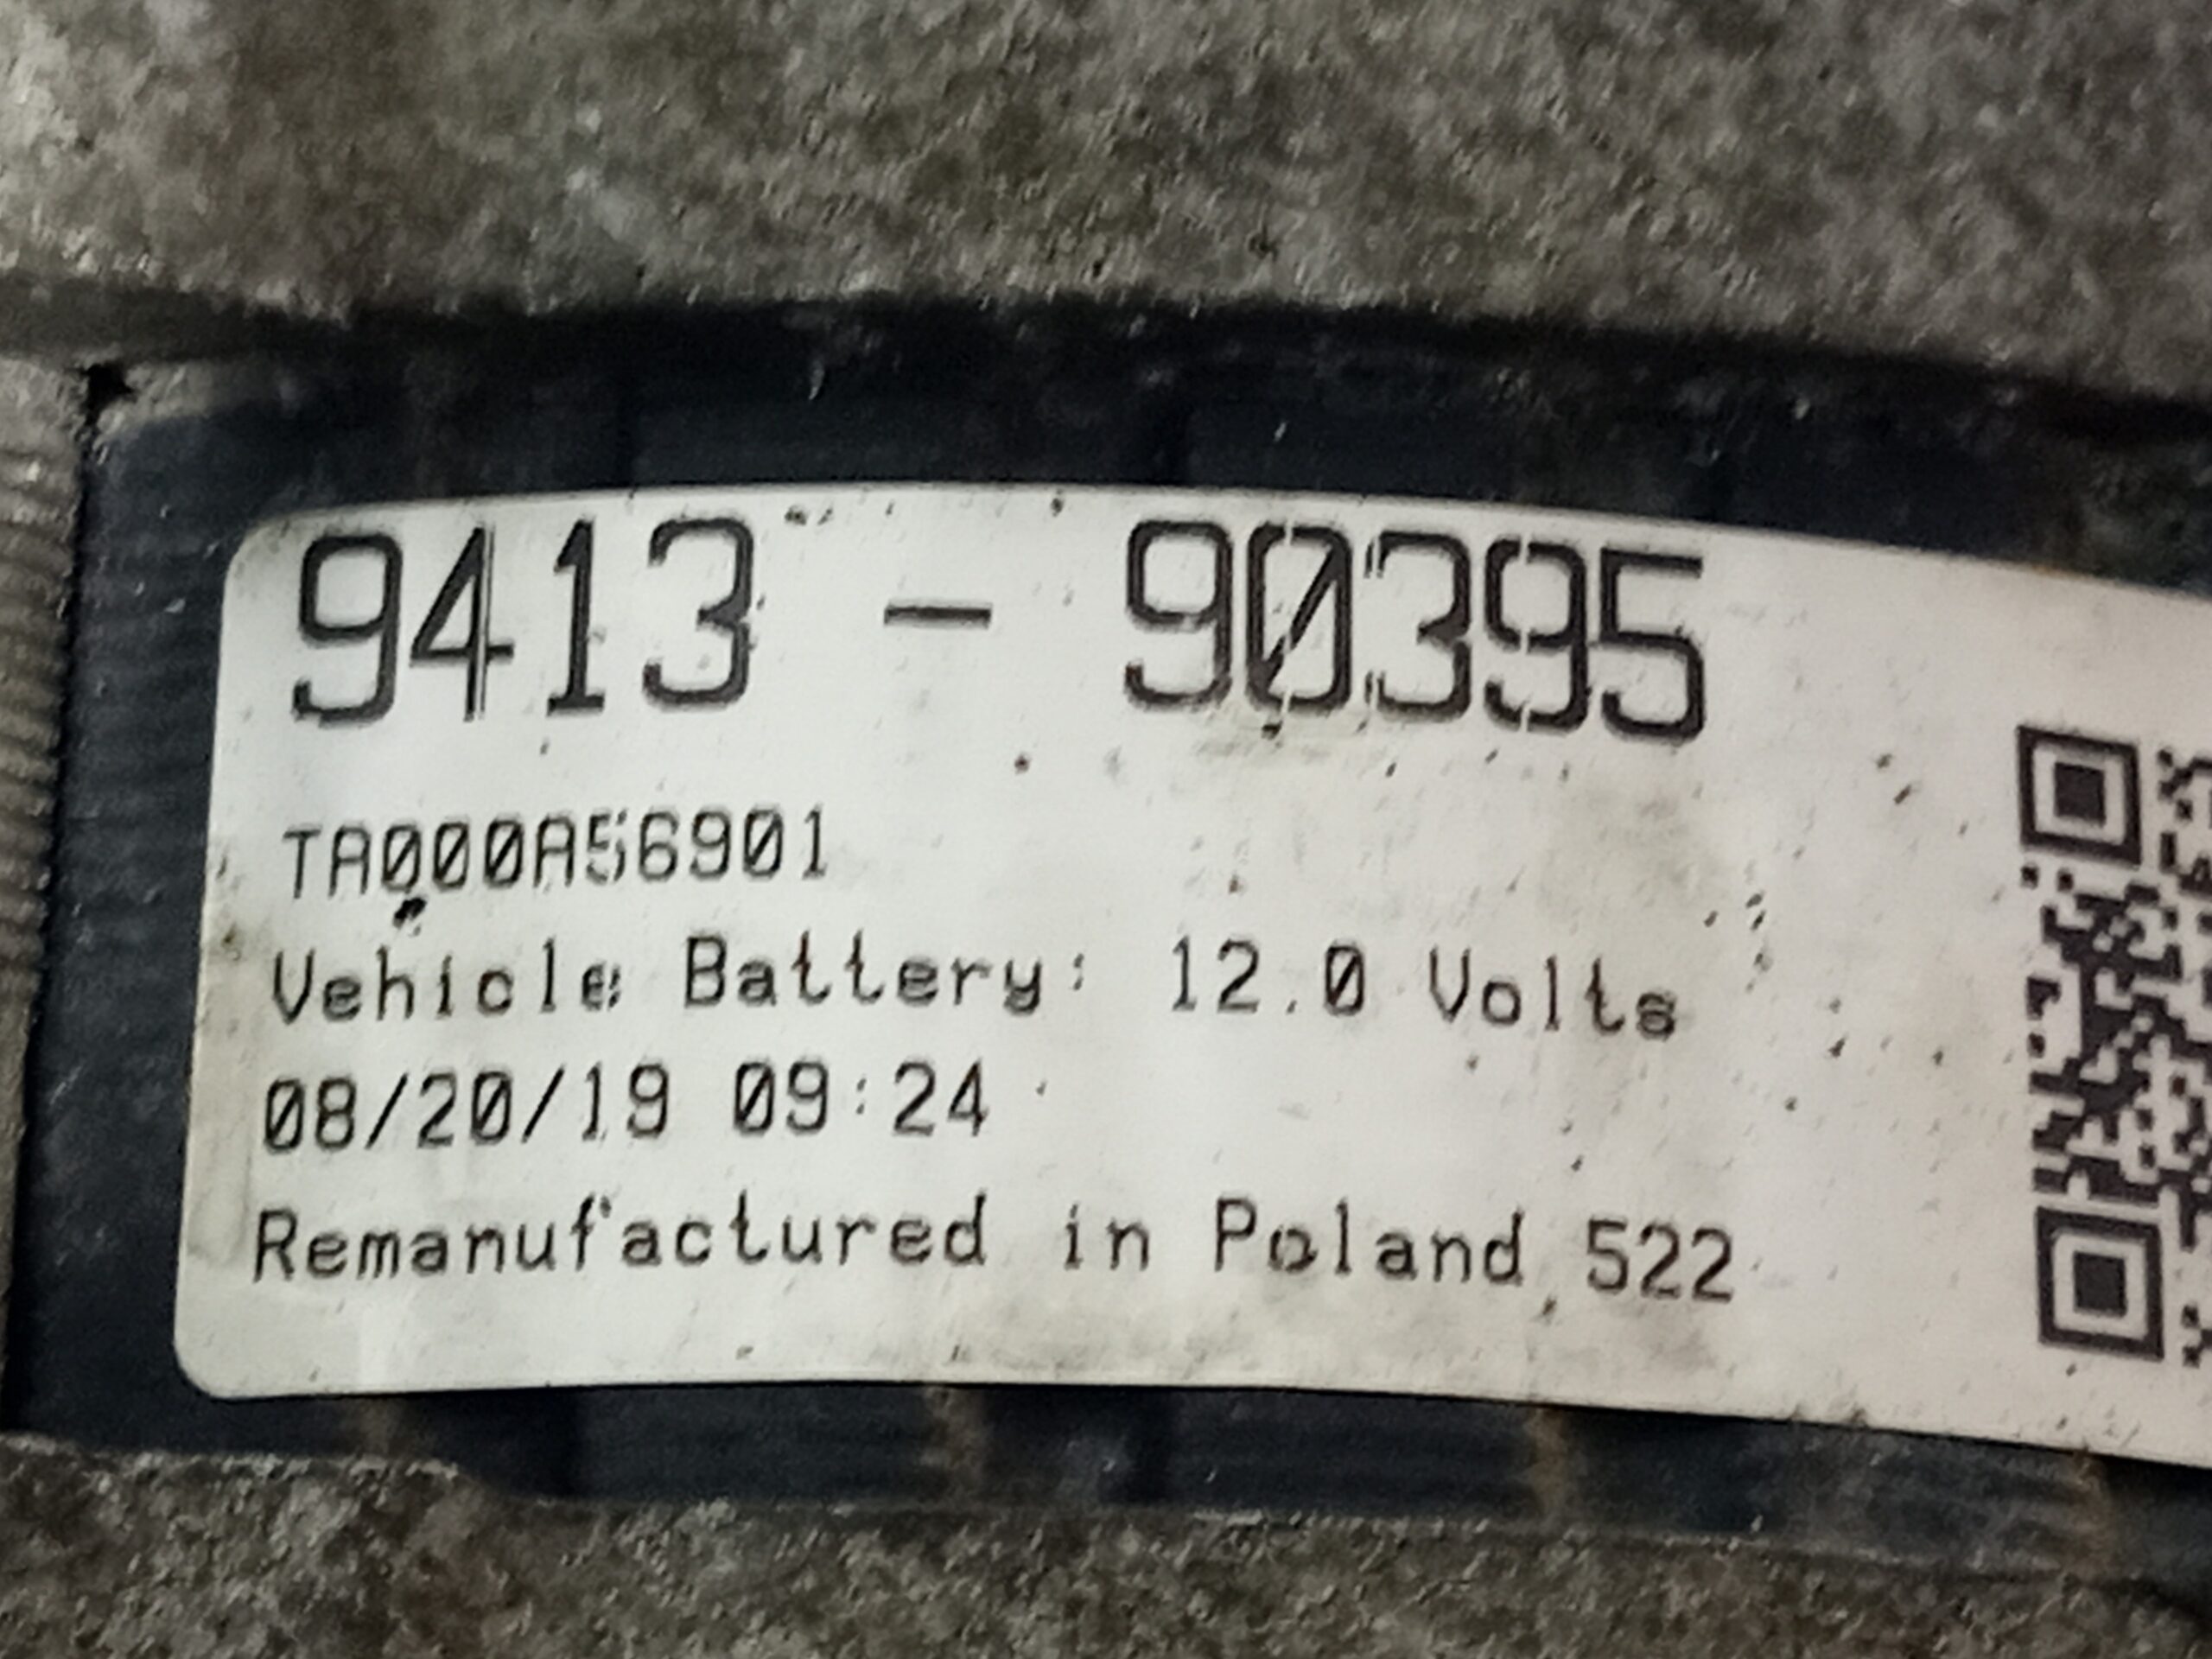 9413 - 90395
TA000A56901
Vehicle Battery: 12.0 Volts
08/20/19 09:24
Remanufactured in Poland 522